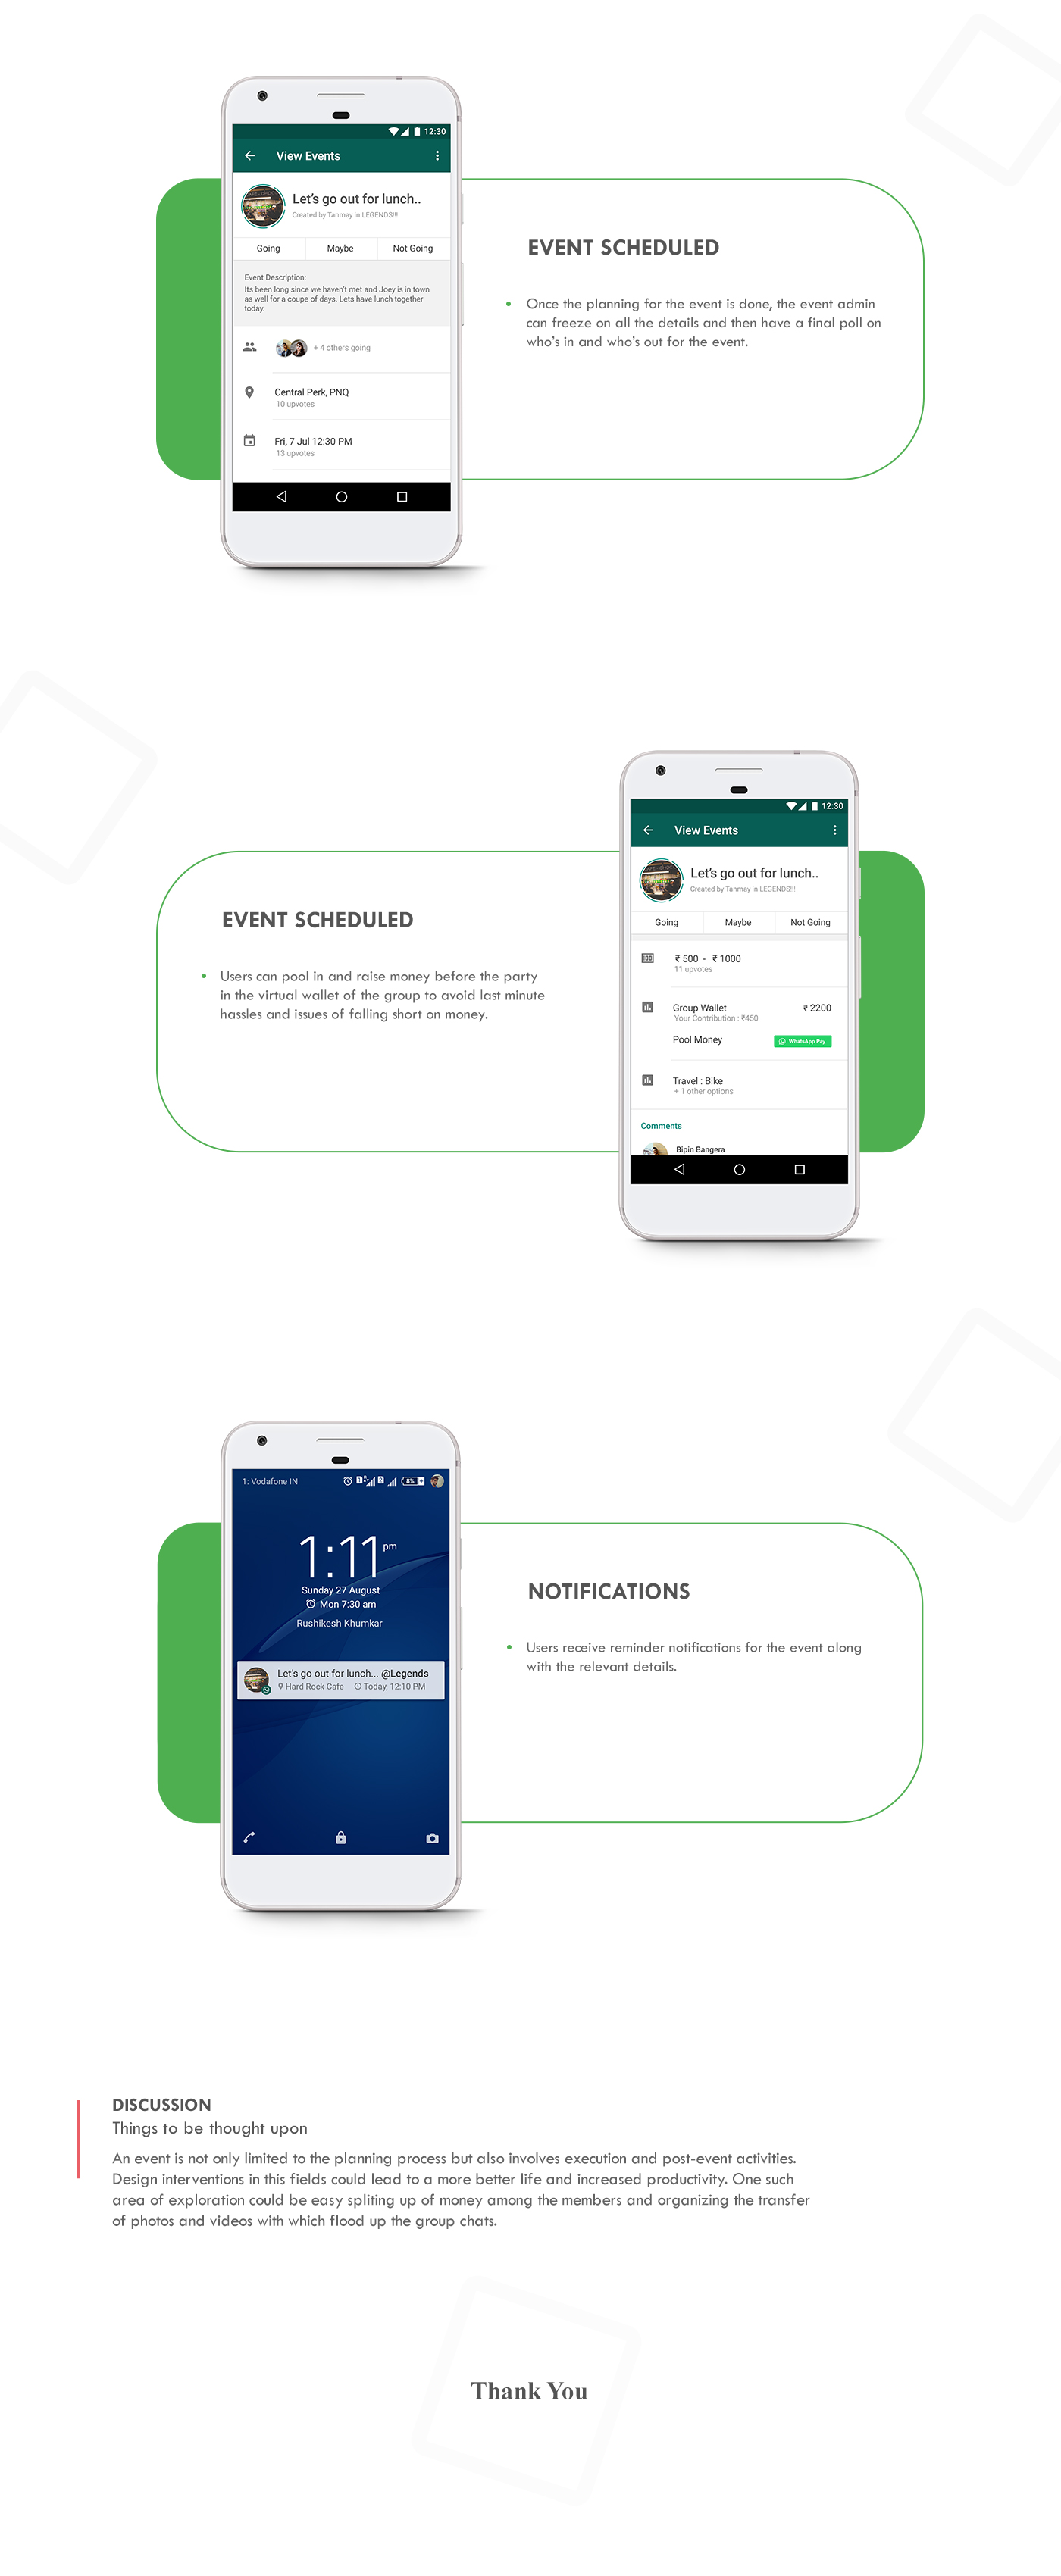 12:30
View Events
Let's go out for lunch..
Created by Tanmay in LEGENDS!!!
Going Maybe Not Going
Event Description:
Its been long since we haven't met and Joey is in town
as well for a coupe of days. Lets have lunch together
today.
+ 4 others going
Central Perk, PNQ
10 upvotes
Fri, 7 Jul 12:30 PM
13 upvotes
EVENT SCHEDULED
Once the planning for the event is done, the event admin
can freeze on all the details and then have a final poll on
who's in and who's out for the event.
EVENT SCHEDULED
Users can pool in and raise money before the party
in the virtual wallet of the group to avoid last minute
hassles and issues of falling short on money.
12:30
View Events
Let's go out for lunch..
Created by Tanmay in LEGENDS!!!
Going Maybe Not Going
₹ 500 - ₹ 1000
11 upvotes
Group Wallet ₹ 2200
Your Contribution : ₹450
Pool Money WhatsApp Pay
Travel : Bike
+ 1 other options
Comments
Bipin Bangera
1: Vodafone IN 1 2 8%
1:11 pm
Sunday 27 August
Mon 7:30 am
Rushikesh Khumkar
Let's go out for lunch... @Legends
Hard Rock Cafe Today, 12:10 PM
NOTIFICATIONS
Users receive reminder notifications for the event along
with the relevant details.
DISCUSSION
Things to be thought upon
An event is not only limited to the planning process but also involves execution and post-event activities.
Design interventions in this fields could lead to a more better life and increased productivity. One such
area of exploration could be easy spliting up of money among the members and organizing the transfer
of photos and videos with which flood up the group chats.
Thank You